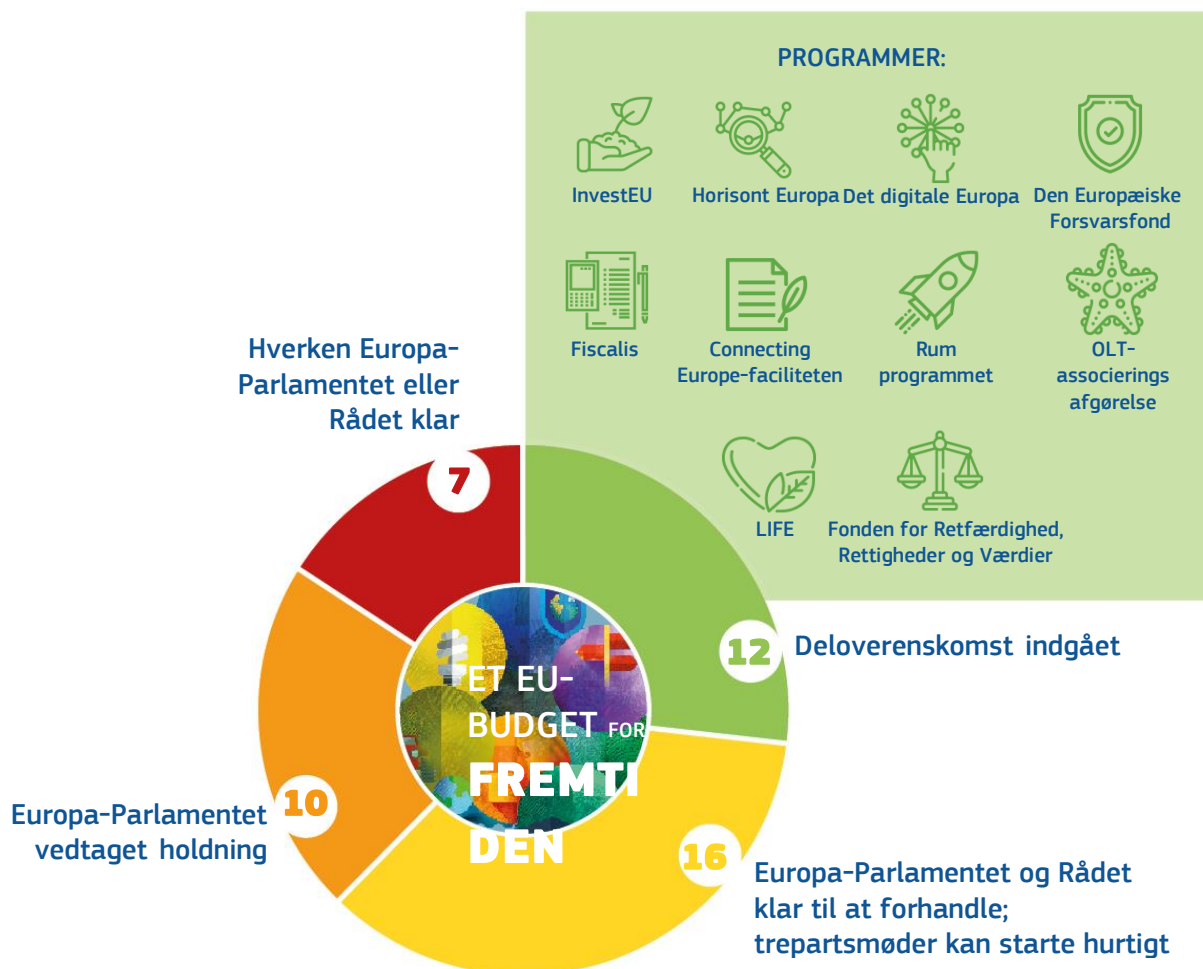 PROGRAMMER:
InvestEU
Horisont Europa
Det digitale Europa
Den Europæiske
Forsvarsfond
Fiscalis
Connecting
Europe-faciliteten
Rum
programmet
OLT-
associerings
afgørelse
LIFE
Fonden for Retfærdighed,
Rettigheder og Værdier
Hverken Europa-
Parlamentet eller
Rådet klar
7
12
Deloverenskomst indgået
ET EU-
BUDGET FOR
FREMTI
DEN
10
Europa-Parlamentet
vedtaget holdning
16
Europa-Parlamentet og Rådet
klar til at forhandle;
trepartsmøder kan starte hurtigt